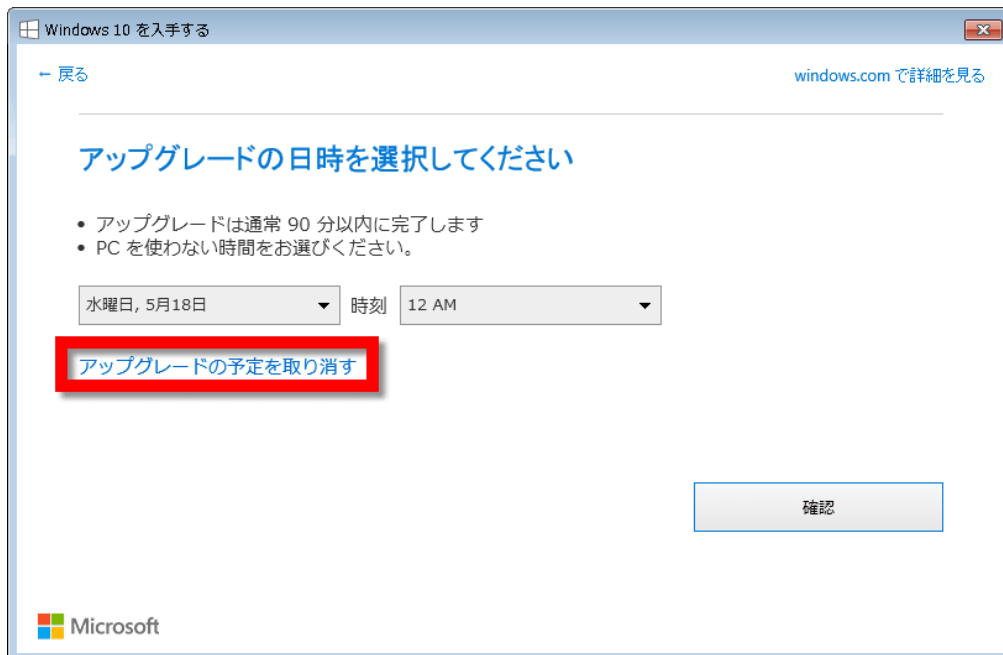 Windows 10 を入手する
← 戻る
windows.com で詳細を見る
アップグレードの日時を選択してください
• アップグレードは通常 90 分以内に完了します
• PC を使わない時間をお選びください。
水曜日, 5月18日 時刻 12 AM
アップグレードの予定を取り消す
確認
Microsoft